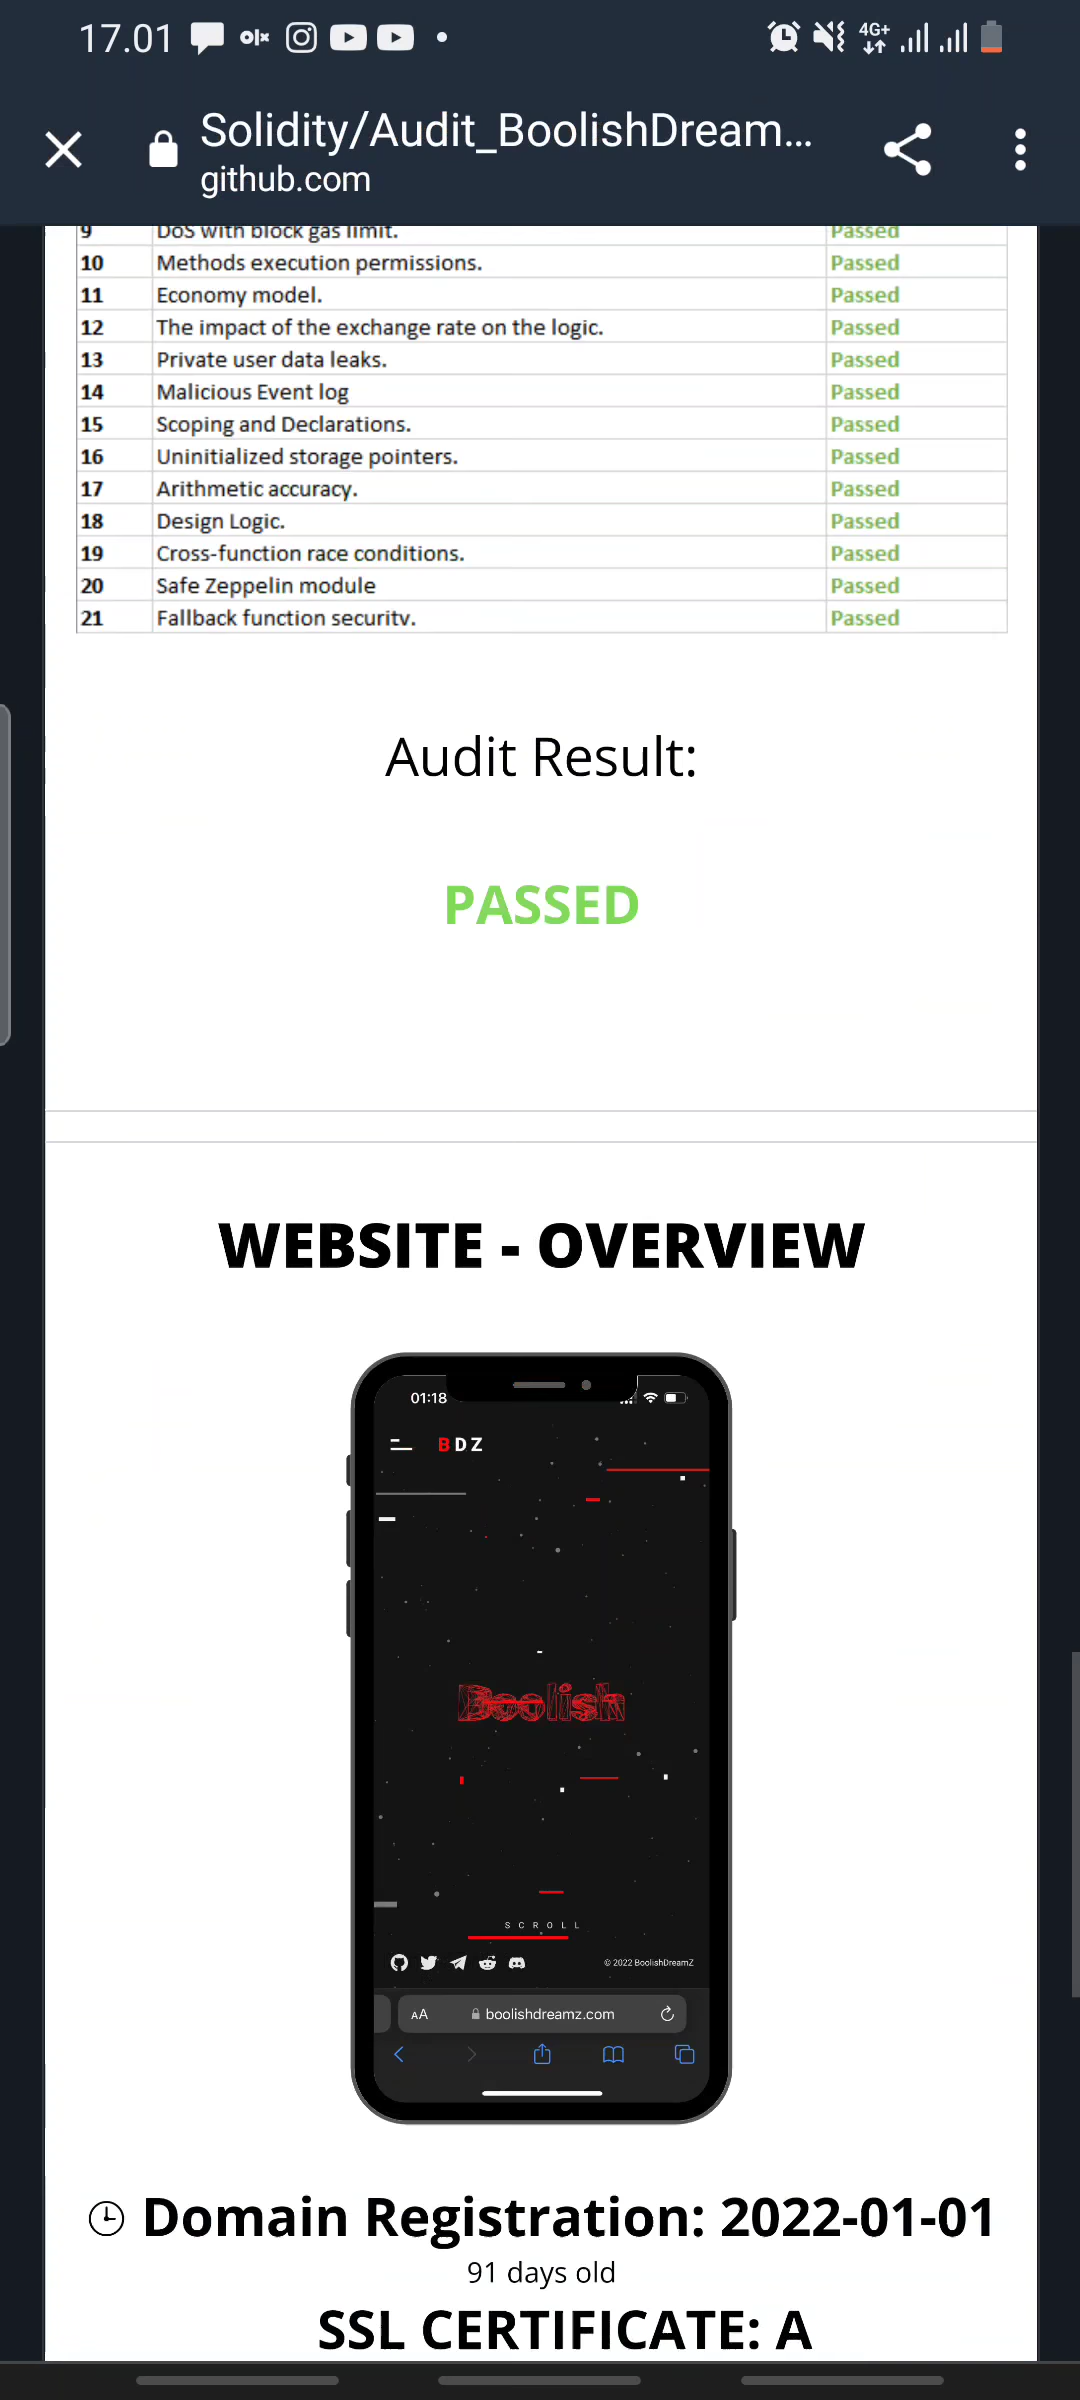 17.01
olx
4G+
Solidity/Audit_BoolishDream...
github.com
9 DoS with block gas limit. Passed
10 Methods execution permissions. Passed
11 Economy model. Passed
12 The impact of the exchange rate on the logic. Passed
13 Private user data leaks. Passed
14 Malicious Event log Passed
15 Scoping and Declarations. Passed
16 Uninitialized storage pointers. Passed
17 Arithmetic accuracy. Passed
18 Design Logic. Passed
19 Cross-function race conditions. Passed
20 Safe Zeppelin module Passed
21 Fallback function security. Passed
Audit Result:
PASSED
WEBSITE - OVERVIEW
01:18
BDZ
Boolish
SCROLL
© 2022 BoolishDreamZ
AA boolishdreamz.com
Domain Registration: 2022-01-01
91 days old
SSL CERTIFICATE: A